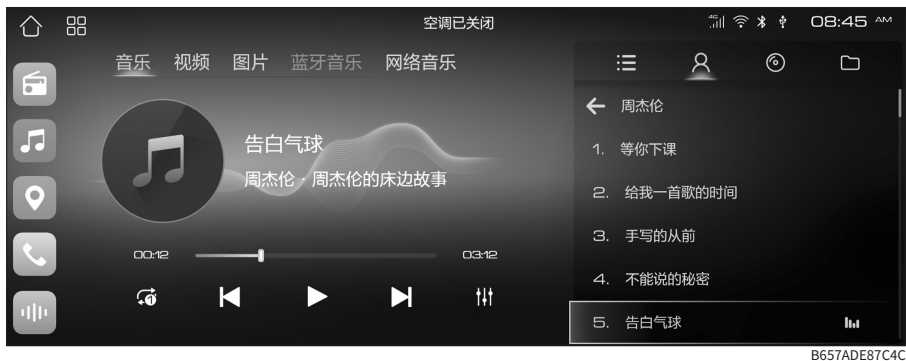 空调已关闭
4G
08:45 AM
音乐 视频 图片 蓝牙音乐 网络音乐
告白气球
周杰伦 · 周杰伦的床边故事
00:12
03:12
1
周杰伦
1. 等你下课
2. 给我一首歌的时间
3. 手写的从前
4. 不能说的秘密
5. 告白气球
B657ADE87C4C